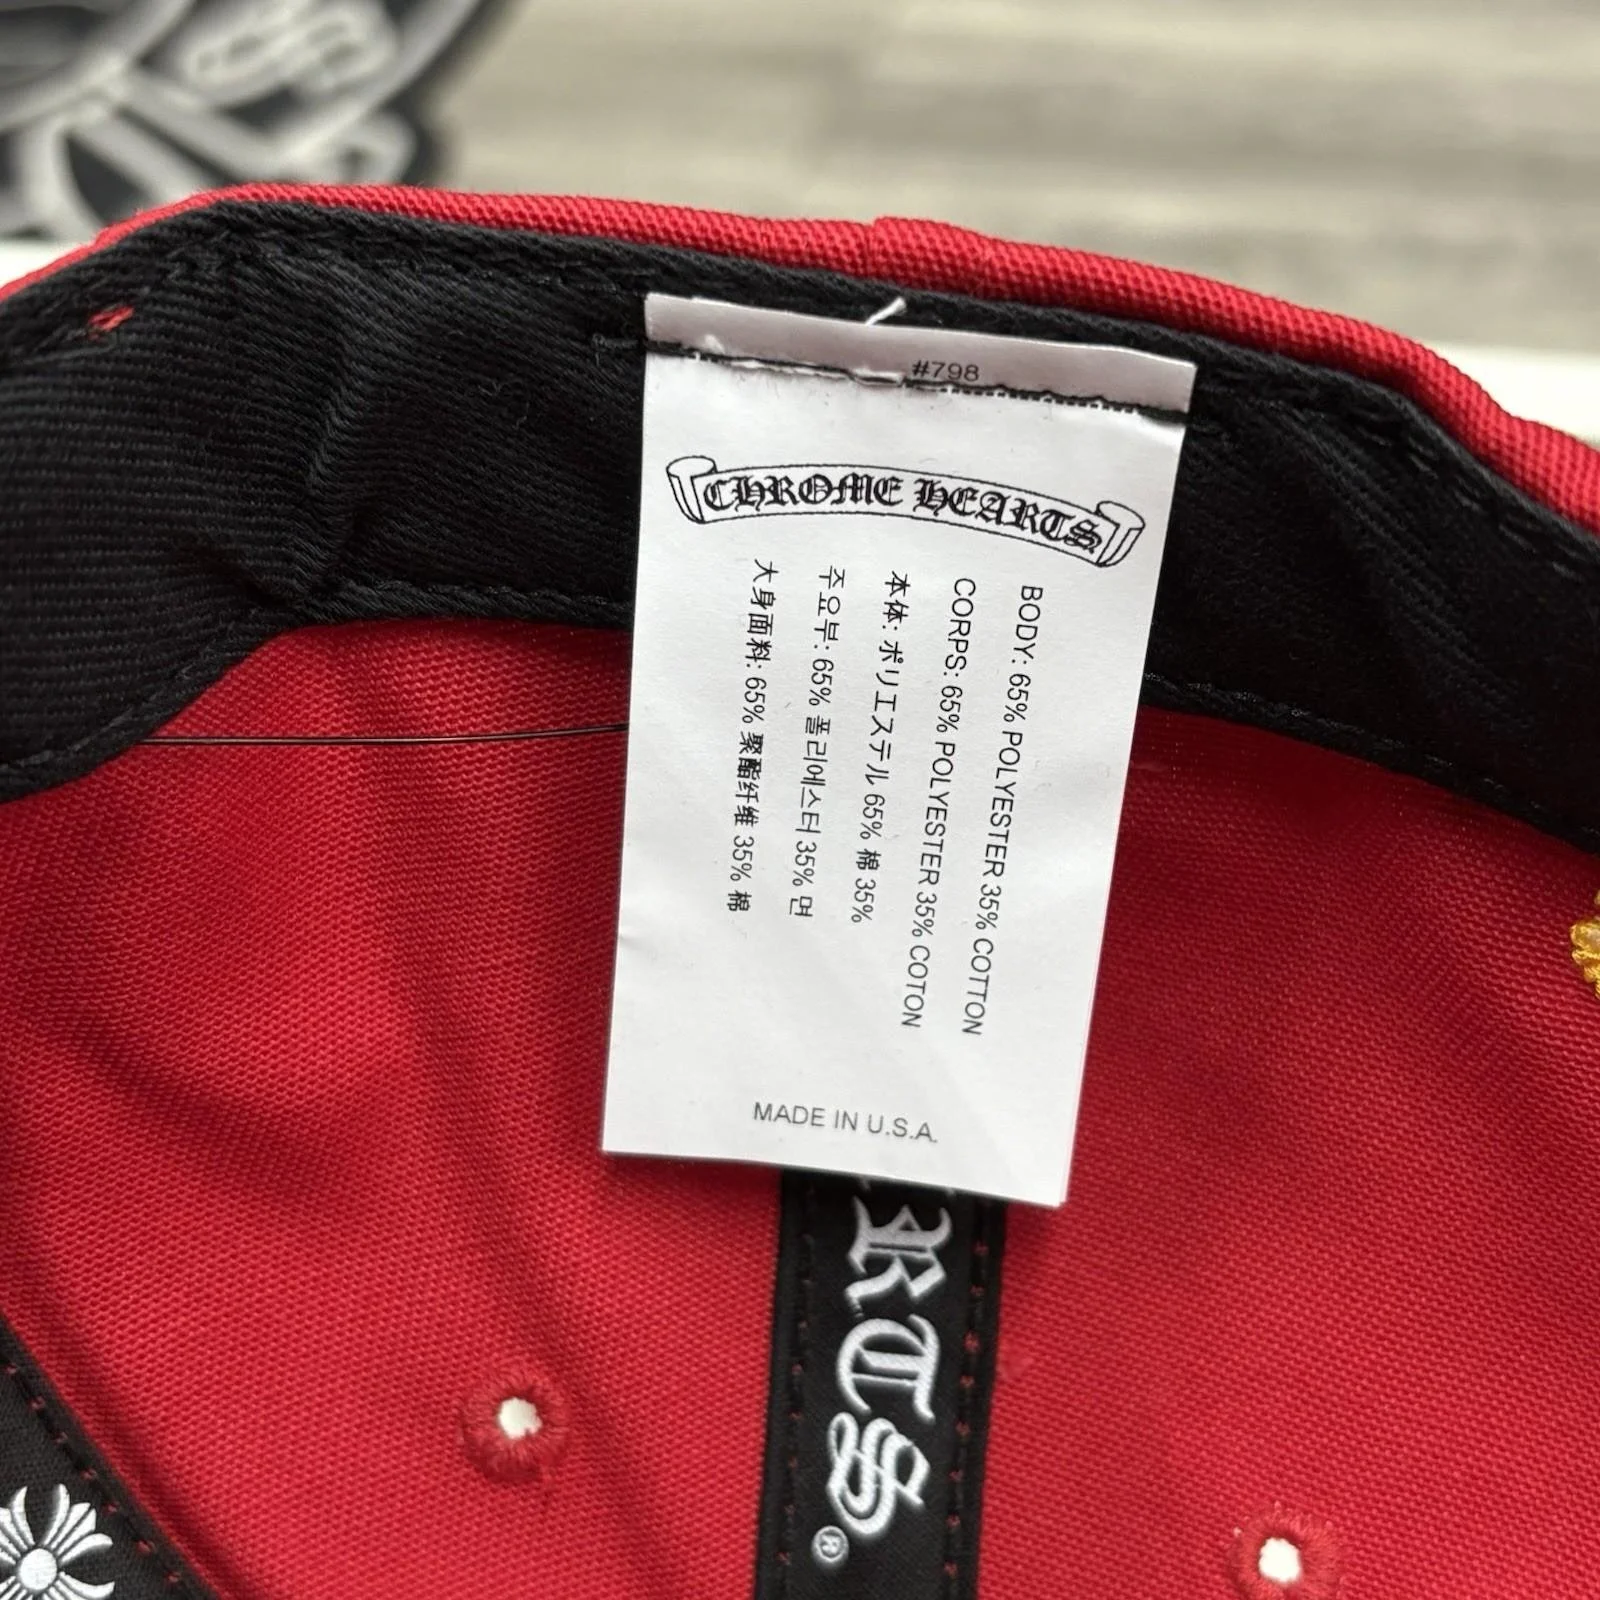 #798
CHROME HEARTS
BODY: 65% POLYESTER 35% COTTON
CORPS: 65% POLYESTER 35% COTON
本体: ポリエステル 65% 棉 35%
주요부: 65% 폴리에스터 35% 면
大身面料: 65% 聚酯纤维 35% 棉
MADE IN U.S.A.
RTS®